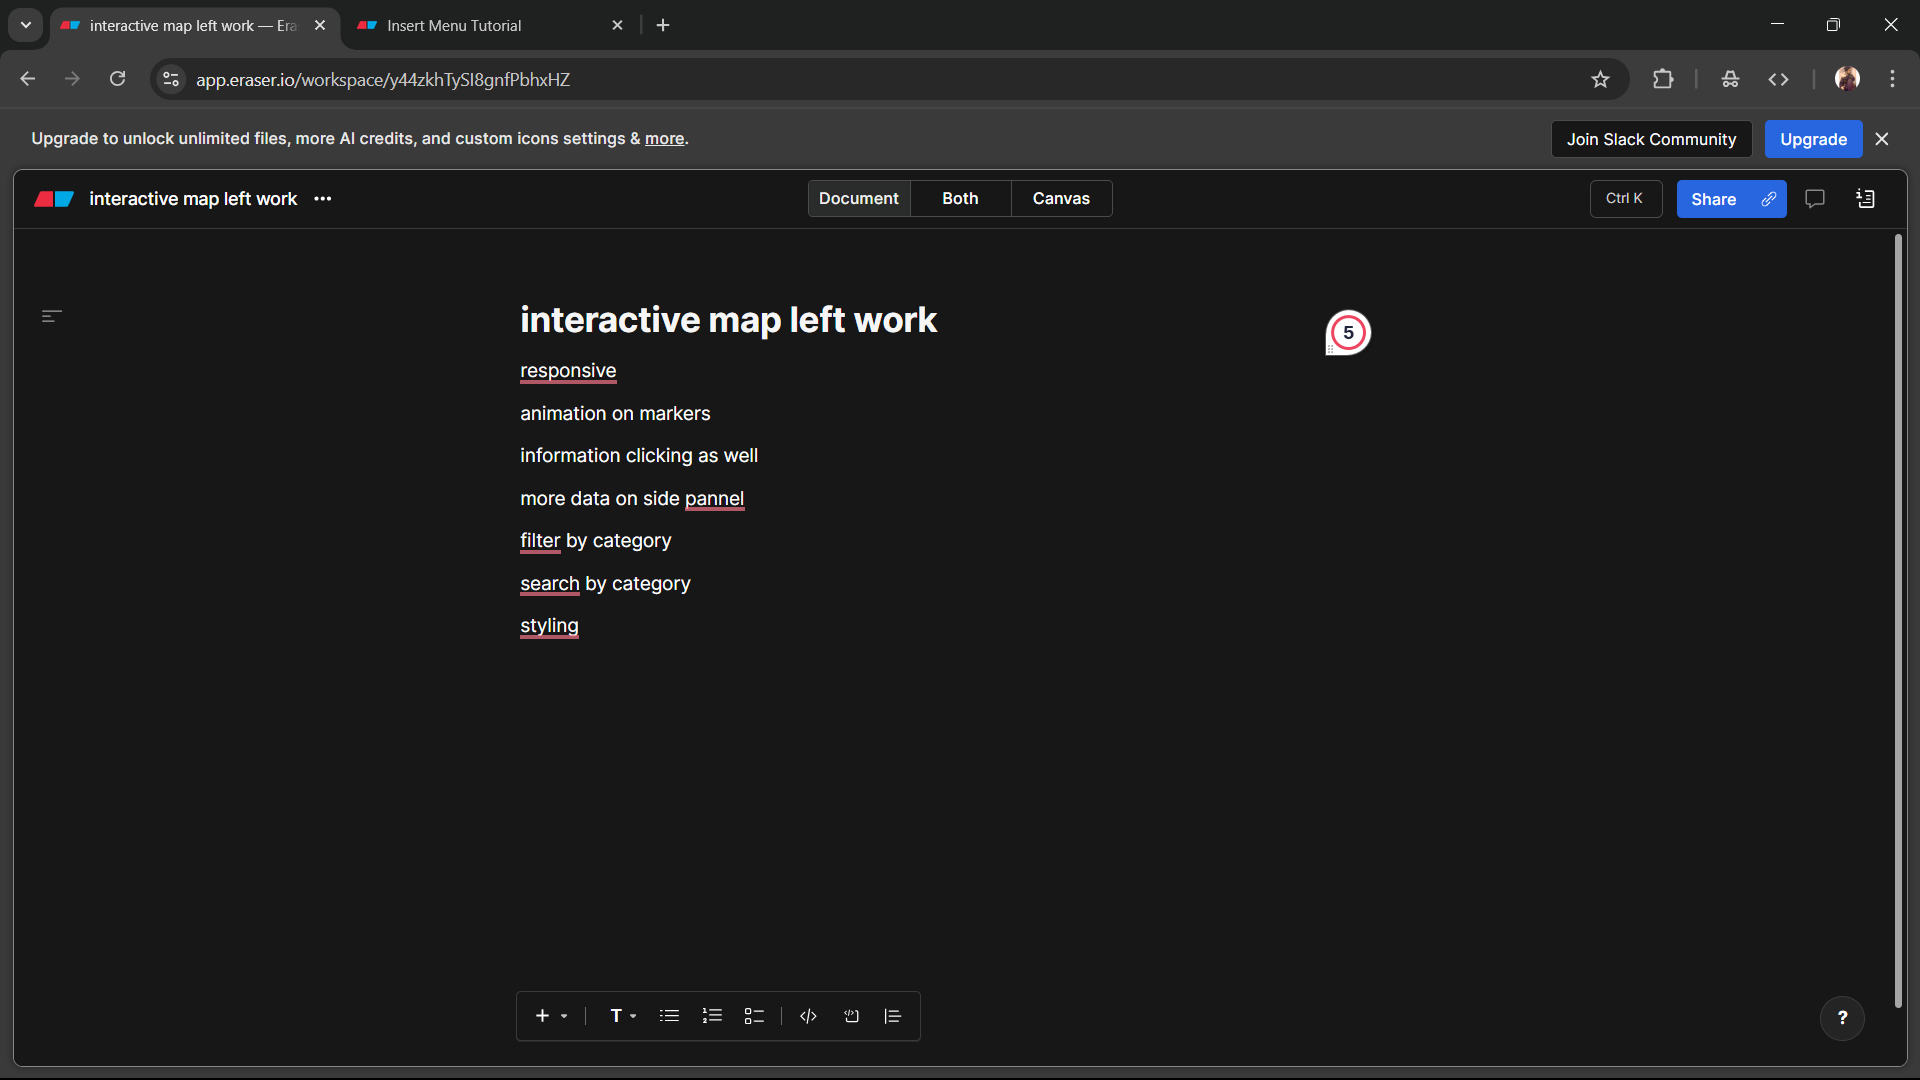 interactive map left work — Era
Insert Menu Tutorial
app.eraser.io/workspace/y44zkhTySI8gnfPbhxHZ
Upgrade to unlock unlimited files, more AI credits, and custom icons settings & more.
Join Slack Community
Upgrade
interactive map left work
Document
Both
Canvas
Ctrl K
Share
interactive map left work
5
responsive
animation on markers
information clicking as well
more data on side pannel
filter by category
search by category
styling
T
?